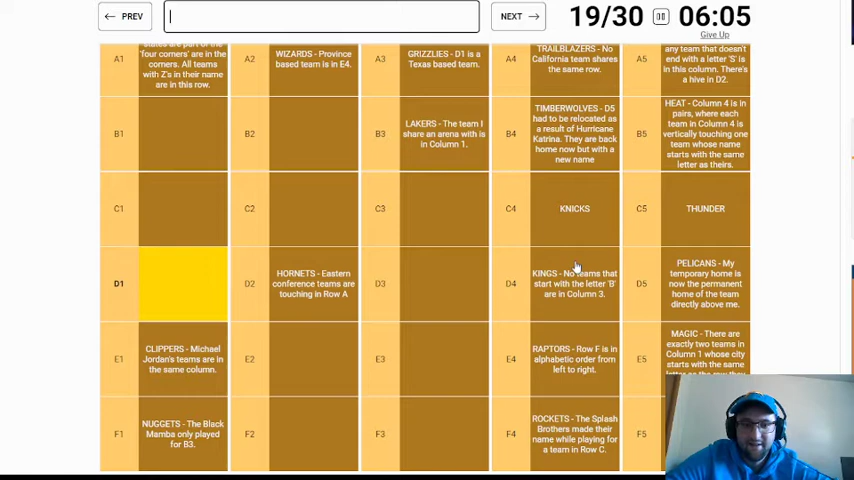 ← PREV
NEXT →
19/30
06:05
Give Up
A1
states are part of the
'four corners' are in the
corners. All teams
with Z's in their name
are in this row.
A2
WIZARDS - Province
based team is in E4.
A3
GRIZZLIES - D1 is a
Texas based team.
A4
TRAILBLAZERS - No
California team shares
the same row.
A5
any team that doesn't
end with a letter 'S' is
in this column. There's
a hive in D2.
B1
B2
B3
LAKERS - The team I
share an arena with is
in Column 1.
B4
TIMBERWOLVES - D5
had to be relocated as
a result of Hurricane
Katrina. They are back
home now but with a
new name
B5
HEAT - Column 4 is in
pairs, where each
team in Column 4 is
vertically touching one
team whose name
starts with the same
letter as theirs.
C1
C2
C3
C4
KNICKS
C5
THUNDER
D1
D2
HORNETS - Eastern
conference teams are
touching in Row A
D3
D4
KINGS - No teams that
start with the letter 'B'
are in Column 3.
D5
PELICANS - My
temporary home is
now the permanent
home of the team
directly above me.
E1
CLIPPERS - Michael
Jordan's teams are in
the same column.
E2
E3
E4
RAPTORS - Row F is in
alphabetic order from
left to right.
E5
MAGIC - There are
exactly two teams in
Column 1 whose city
starts with the same
F1
NUGGETS - The Black
Mamba only played
for B3.
F2
F3
F4
ROCKETS - The Splash
Brothers made their
name while playing for
a team in Row C.
F5